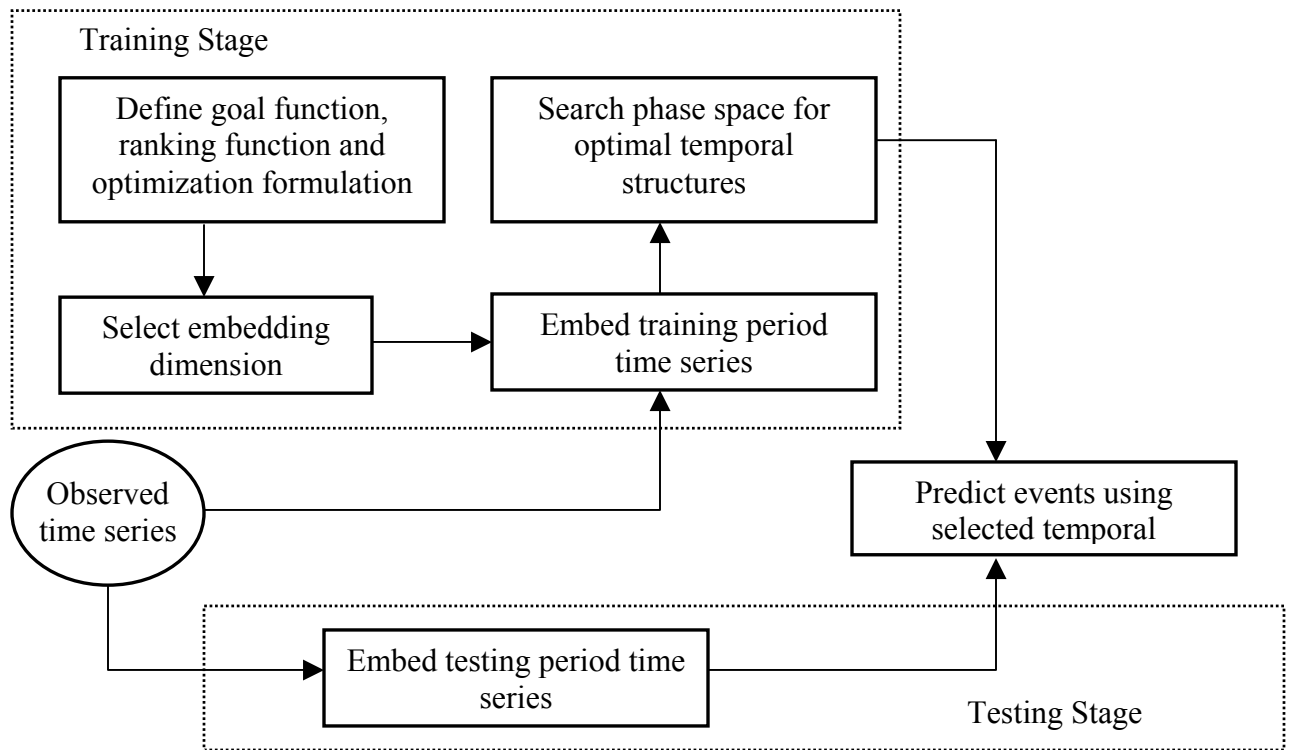 Training Stage
Define goal function,
ranking function and
optimization formulation
Search phase space for
optimal temporal
structures
Select embedding
dimension
Embed training period
time series
Observed
time series
Predict events using
selected temporal
Embed testing period time
series
Testing Stage